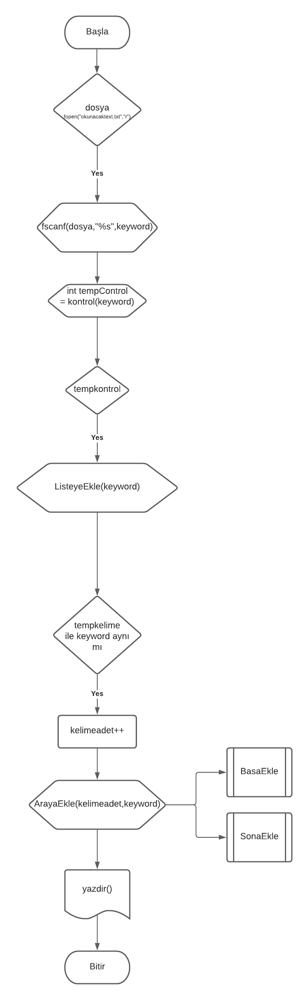 Başla
dosya
fopen("okunacaktext.txt","r")
Yes
fscanf(dosya,"%s",keyword)
int tempControl
= kontrol(keyword)
tempkontrol
Yes
ListeyeEkle(keyword)
tempkelime
ile keyword aynı
mı
Yes
kelimeadet++
BasaEkle
ArayaEkle(kelimeadet,keyword)
SonaEkle
yazdir()
Bitir